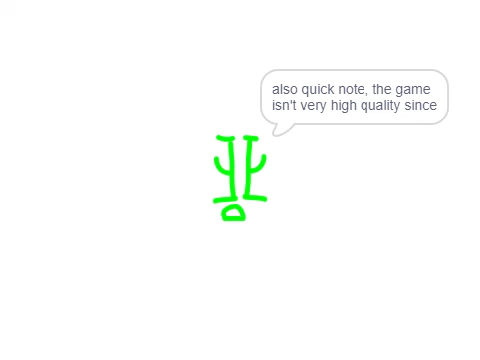 also quick note, the game
isn't very high quality since